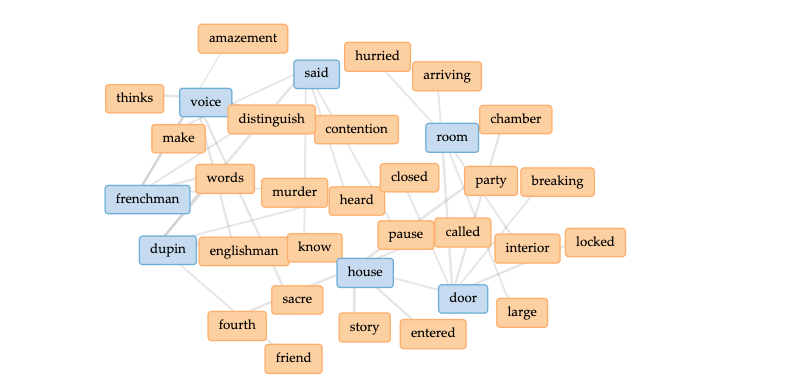 amazement
hurried
said
arriving
thinks
voice
distinguish
chamber
contention
make
room
words
closed
party
breaking
murder
heard
frenchman
pause
called
locked
dupin
englishman
know
interior
house
sacre
door
large
fourth
story
entered
friend